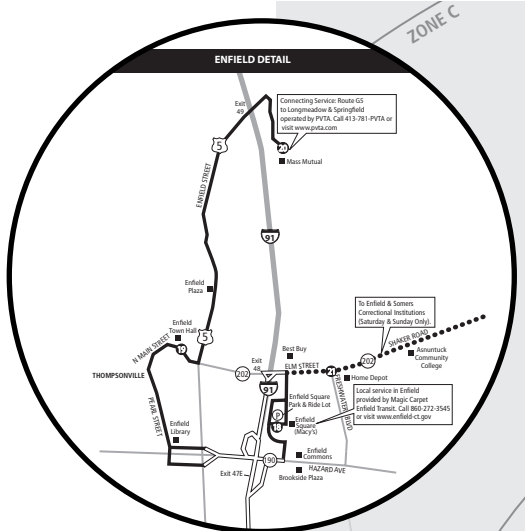 ZONE C
ENFIELD DETAIL
Exit
49
Connecting Service: Route G5
to Longmeadow & Springfield
operated by PVTA. Call 413-781-PVTA or
visit www.pvta.com
5
20
Mass Mutual
ENFIELD STREET
91
Enfield
Plaza
To Enfield & Somers
Correctional Institutions
(Saturday & Sunday Only).
Enfield
Town Hall
N MAIN STREET
19
5
SHAKER ROAD
Best Buy
Exit
48
ELM STREET
202
202
Asnuntuck
Community
College
THOMPSONVILLE
Home Depot
91
FRESHWATER BLVD
PEARL STREET
Enfield Square
Park & Ride Lot
P
Local service in Enfield
provided by Magic Carpet
Enfield Transit. Call 860-272-3545
or visit www.enfield-ct.gov
Enfield
Square
(Macy's)
Enfield
Library
Enfield
Commons
190
HAZARD AVE
Exit 47E
Brookside Plaza